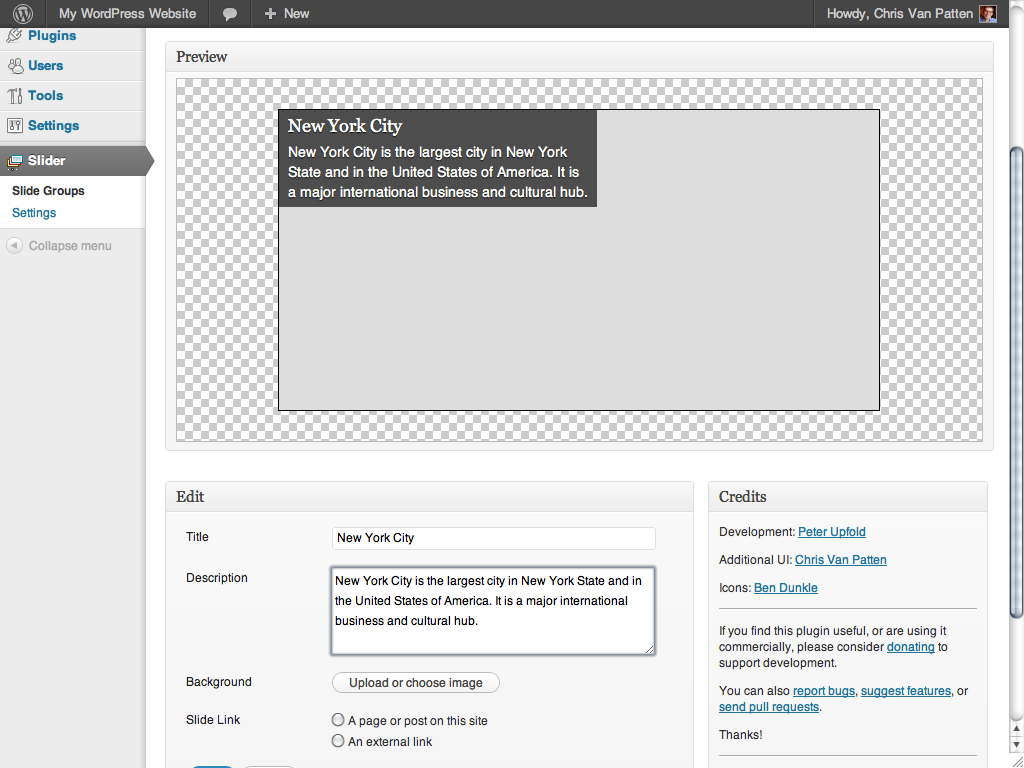 My WordPress Website
+ New
Howdy, Chris Van Patten
Plugins
Users
Tools
Settings
Slider
Slide Groups
Settings
Collapse menu
Preview
New York City
New York City is the largest city in New York
State and in the United States of America. It is
a major international business and cultural hub.
Edit
Title
New York City
Description
New York City is the largest city in New York State and in
the United States of America. It is a major international
business and cultural hub.
Background
Upload or choose image
Slide Link
A page or post on this site
An external link
Credits
Development: Peter Upfold
Additional UI: Chris Van Patten
Icons: Ben Dunkle
If you find this plugin useful, or are using it
commercially, please consider donating to
support development.
You can also report bugs, suggest features, or
send pull requests.
Thanks!